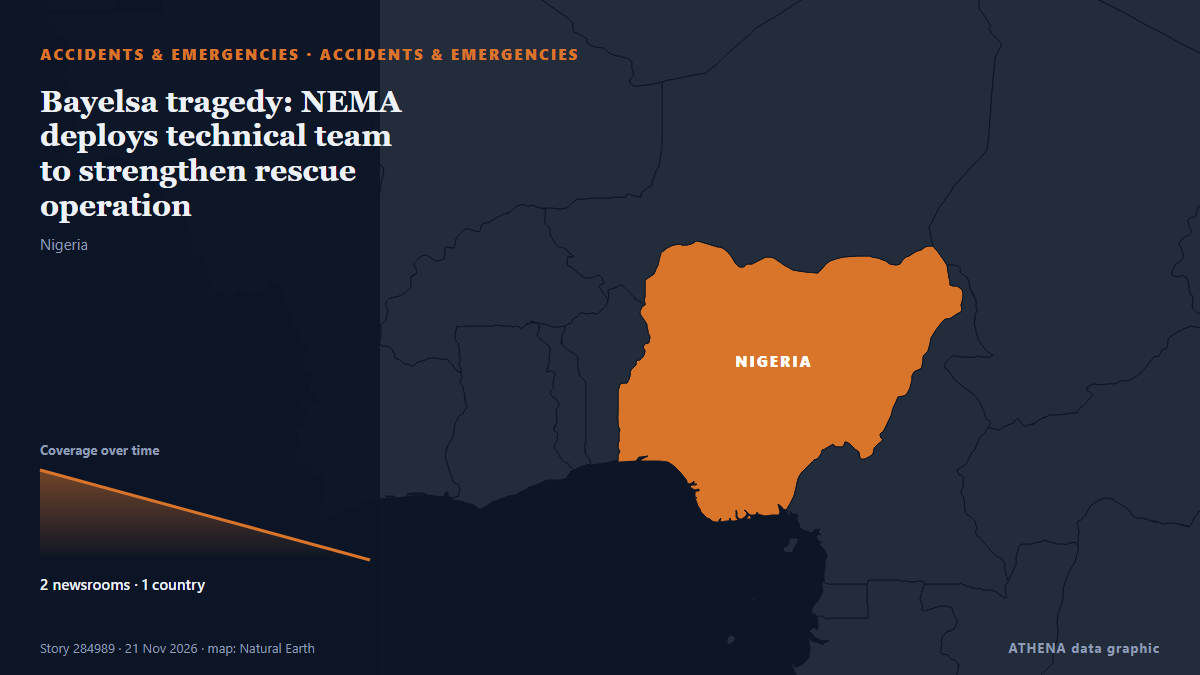 ACCIDENTS & EMERGENCIES · ACCIDENTS & EMERGENCIES
Bayelsa tragedy: NEMA
deploys technical team
to strengthen rescue
operation
Nigeria
NIGERIA
Coverage over time
2 newsrooms · 1 country
Story 284989 · 21 Nov 2026 · map: Natural Earth
ATHENA data graphic